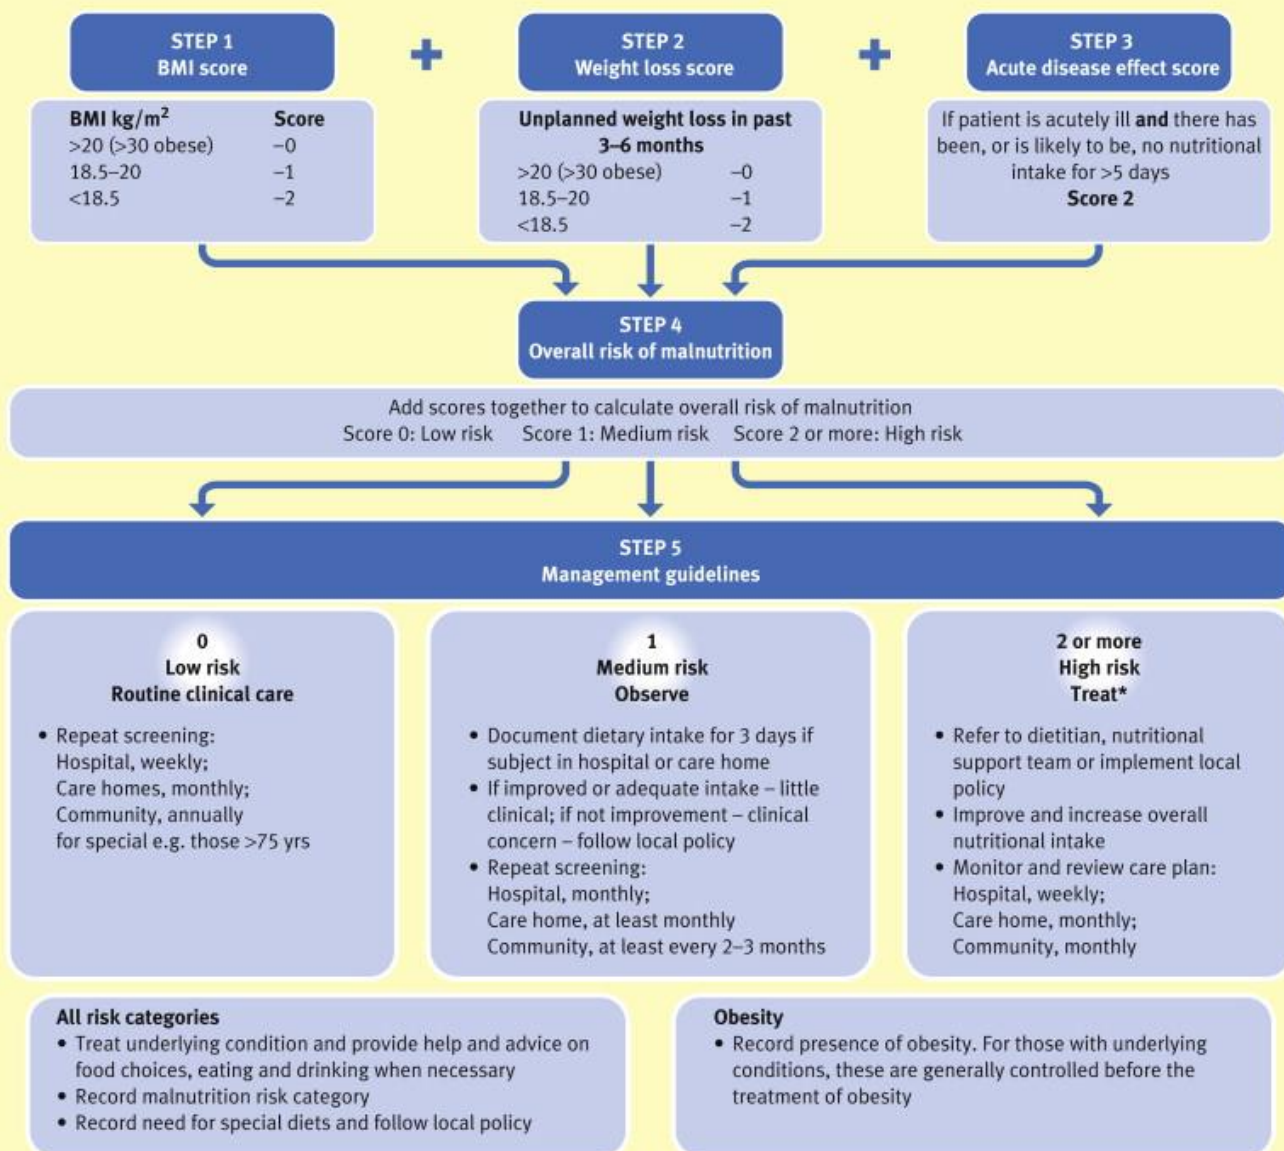 STEP 1
BMI score
+
STEP 2
Weight loss score
+
STEP 3
Acute disease effect score
BMI kg/m² Score
>20 (>30 obese) –0
18.5–20 –1
<18.5 –2
Unplanned weight loss in past
3–6 months
>20 (>30 obese) –0
18.5–20 –1
<18.5 –2
If patient is acutely ill and there has
been, or is likely to be, no nutritional
intake for >5 days
Score 2
STEP 4
Overall risk of malnutrition
Add scores together to calculate overall risk of malnutrition
Score 0: Low risk Score 1: Medium risk Score 2 or more: High risk
STEP 5
Management guidelines
0
Low risk
Routine clinical care
• Repeat screening:
Hospital, weekly;
Care homes, monthly;
Community, annually
for special e.g. those >75 yrs
1
Medium risk
Observe
• Document dietary intake for 3 days if
subject in hospital or care home
• If improved or adequate intake – little
clinical; if not improvement – clinical
concern – follow local policy
• Repeat screening:
Hospital, monthly;
Care home, at least monthly
Community, at least every 2–3 months
2 or more
High risk
Treat*
• Refer to dietitian, nutritional
support team or implement local
policy
• Improve and increase overall
nutritional intake
• Monitor and review care plan:
Hospital, weekly;
Care home, monthly;
Community, monthly
All risk categories
• Treat underlying condition and provide help and advice on
food choices, eating and drinking when necessary
• Record malnutrition risk category
• Record need for special diets and follow local policy
Obesity
• Record presence of obesity. For those with underlying
conditions, these are generally controlled before the
treatment of obesity